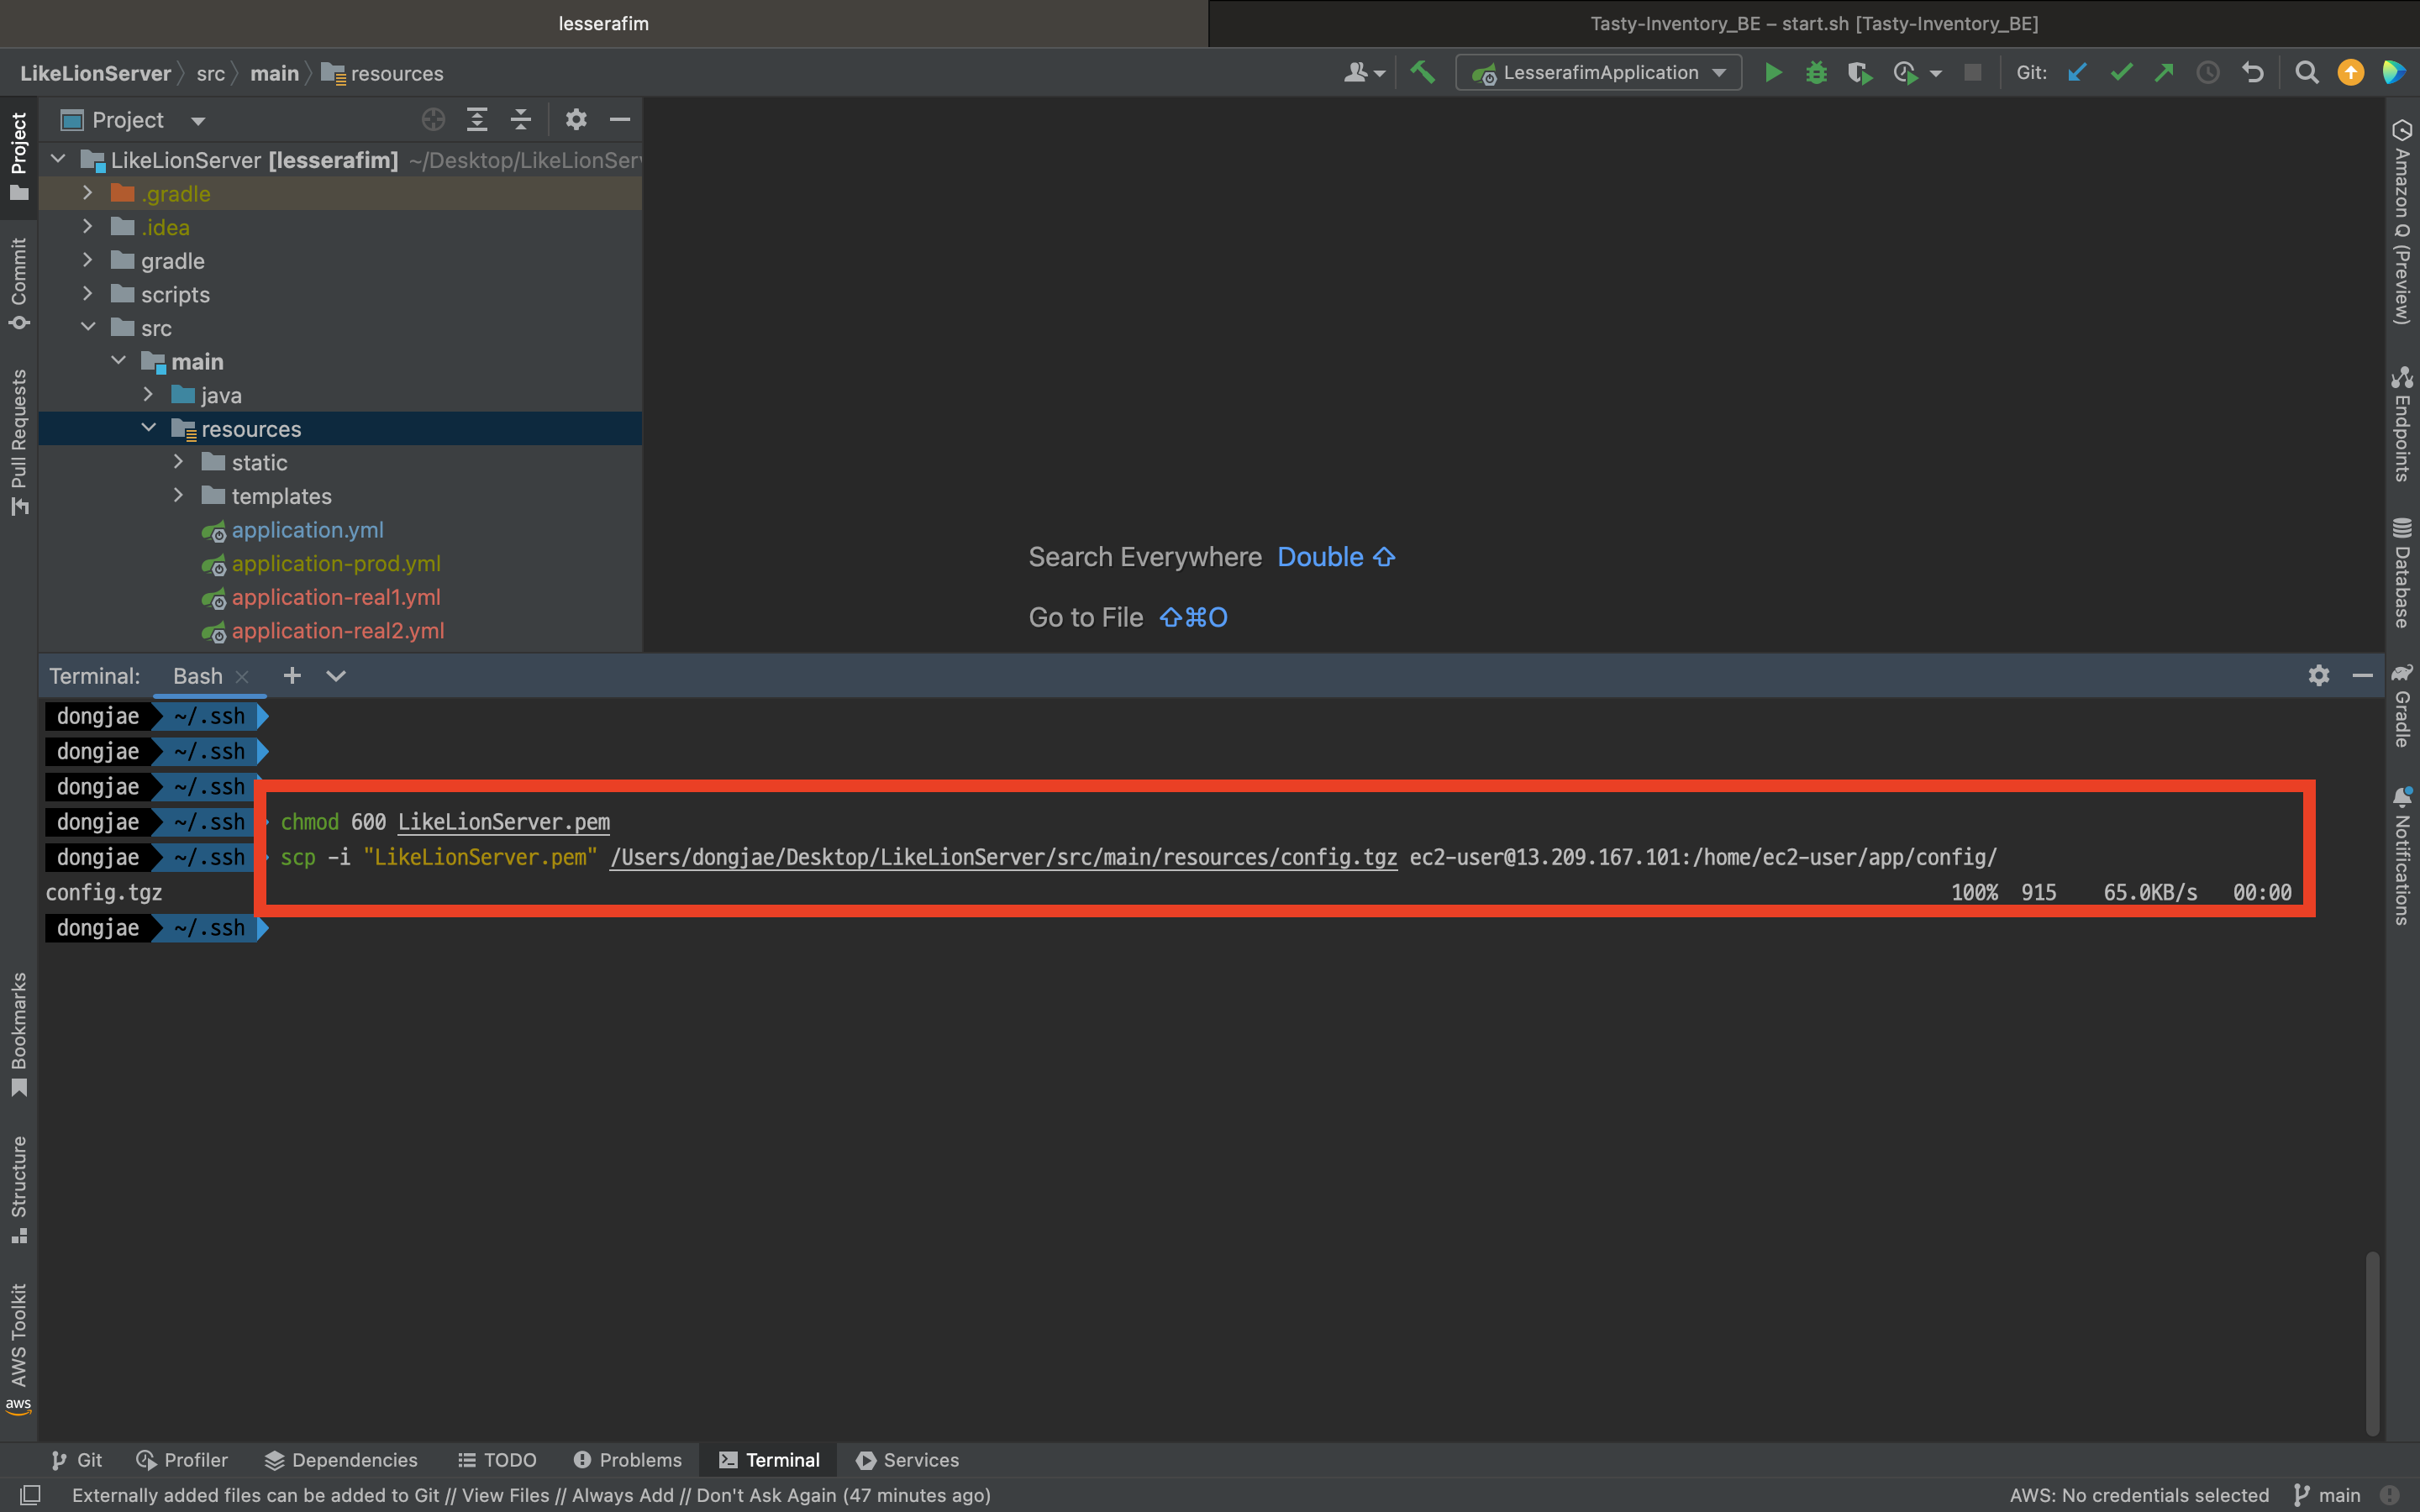 lesserafim
Tasty-Inventory_BE – start.sh [Tasty-Inventory_BE]
LikeLionServer src main resources
LesserafimApplication
Git:
Project
LikeLionServer [lesserafim] ~/Desktop/LikeLionServ
.gradle
.idea
gradle
scripts
src
main
java
resources
static
templates
application.yml
application-prod.yml
application-real1.yml
application-real2.yml
Search Everywhere Double ⇧
Go to File ⇧⌘O
Project
Commit
Pull Requests
Bookmarks
Structure
AWS Toolkit
aws
Amazon Q (Preview)
Endpoints
Database
Gradle
Notifications
Terminal: Bash
dongjae ~/.ssh
dongjae ~/.ssh
dongjae ~/.ssh
dongjae ~/.ssh chmod 600 LikeLionServer.pem
dongjae ~/.ssh scp -i "LikeLionServer.pem" /Users/dongjae/Desktop/LikeLionServer/src/main/resources/config.tgz ec2-user@13.209.167.101:/home/ec2-user/app/config/
config.tgz 100% 915 65.0KB/s 00:00
dongjae ~/.ssh
Git Profiler Dependencies TODO Problems Terminal Services
Externally added files can be added to Git // View Files // Always Add // Don't Ask Again (47 minutes ago)
AWS: No credentials selected main